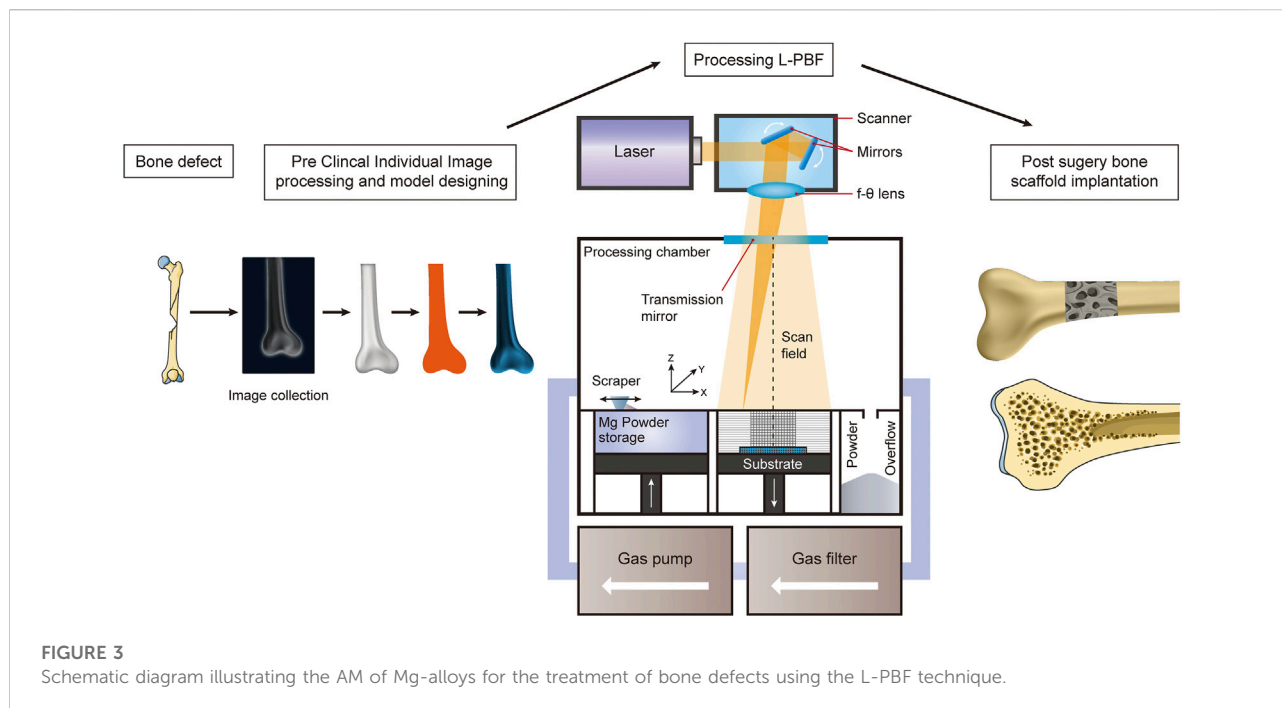 Processing L-PBF
Bone defect
Pre Clincal Individual Image
processing and model designing
Image collection
Laser
Scanner
Mirrors
f-θ lens
Processing chamber
Transmission
mirror
Scan
field
Z
Y
X
Scraper
Mg Powder
storage
Substrate
Powder
Overflow
Gas pump
Gas filter
Post sugery bone
scaffold implantation
FIGURE 3
Schematic diagram illustrating the AM of Mg-alloys for the treatment of bone defects using the L-PBF technique.